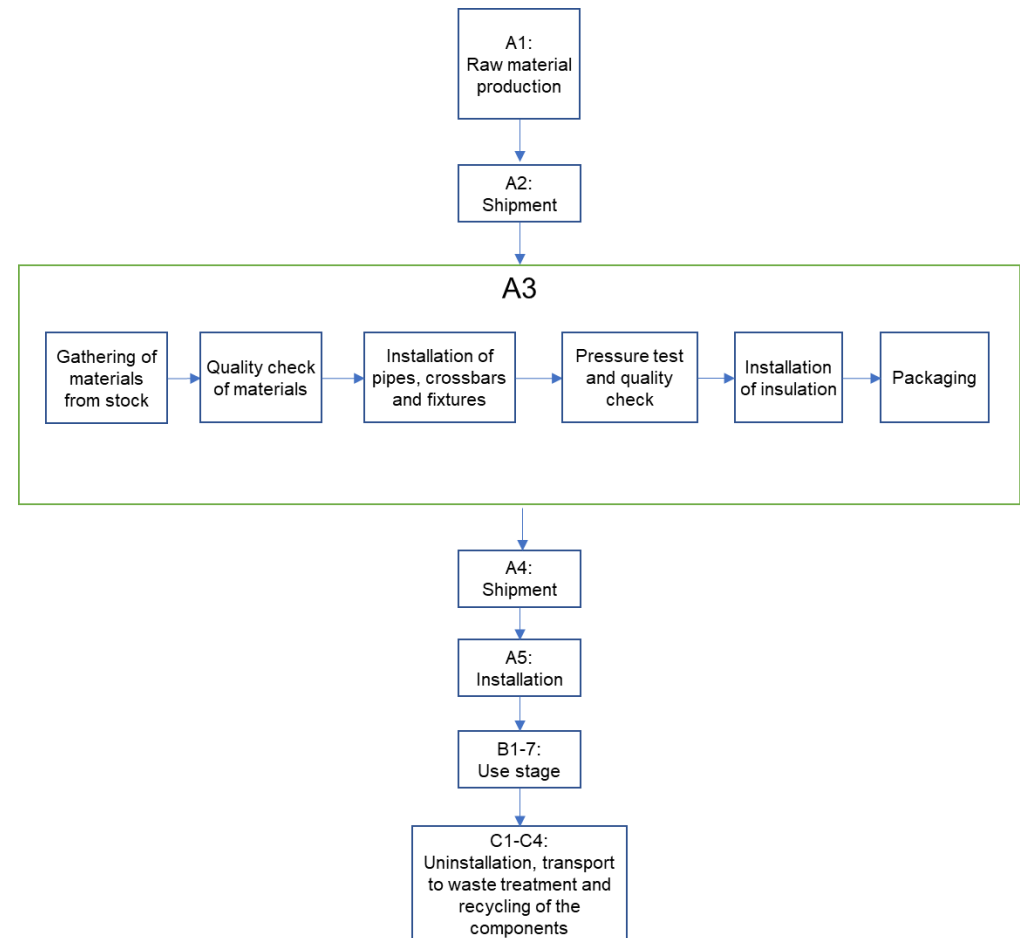 A1:
Raw material
production
A2:
Shipment
A3
Gathering of
materials
from stock
Quality check
of materials
Installation of
pipes, crossbars
and fixtures
Pressure test
and quality
check
Installation
of insulation
Packaging
A4:
Shipment
A5:
Installation
B1-7:
Use stage
C1-C4:
Uninstallation, transport
to waste treatment and
recycling of the
components